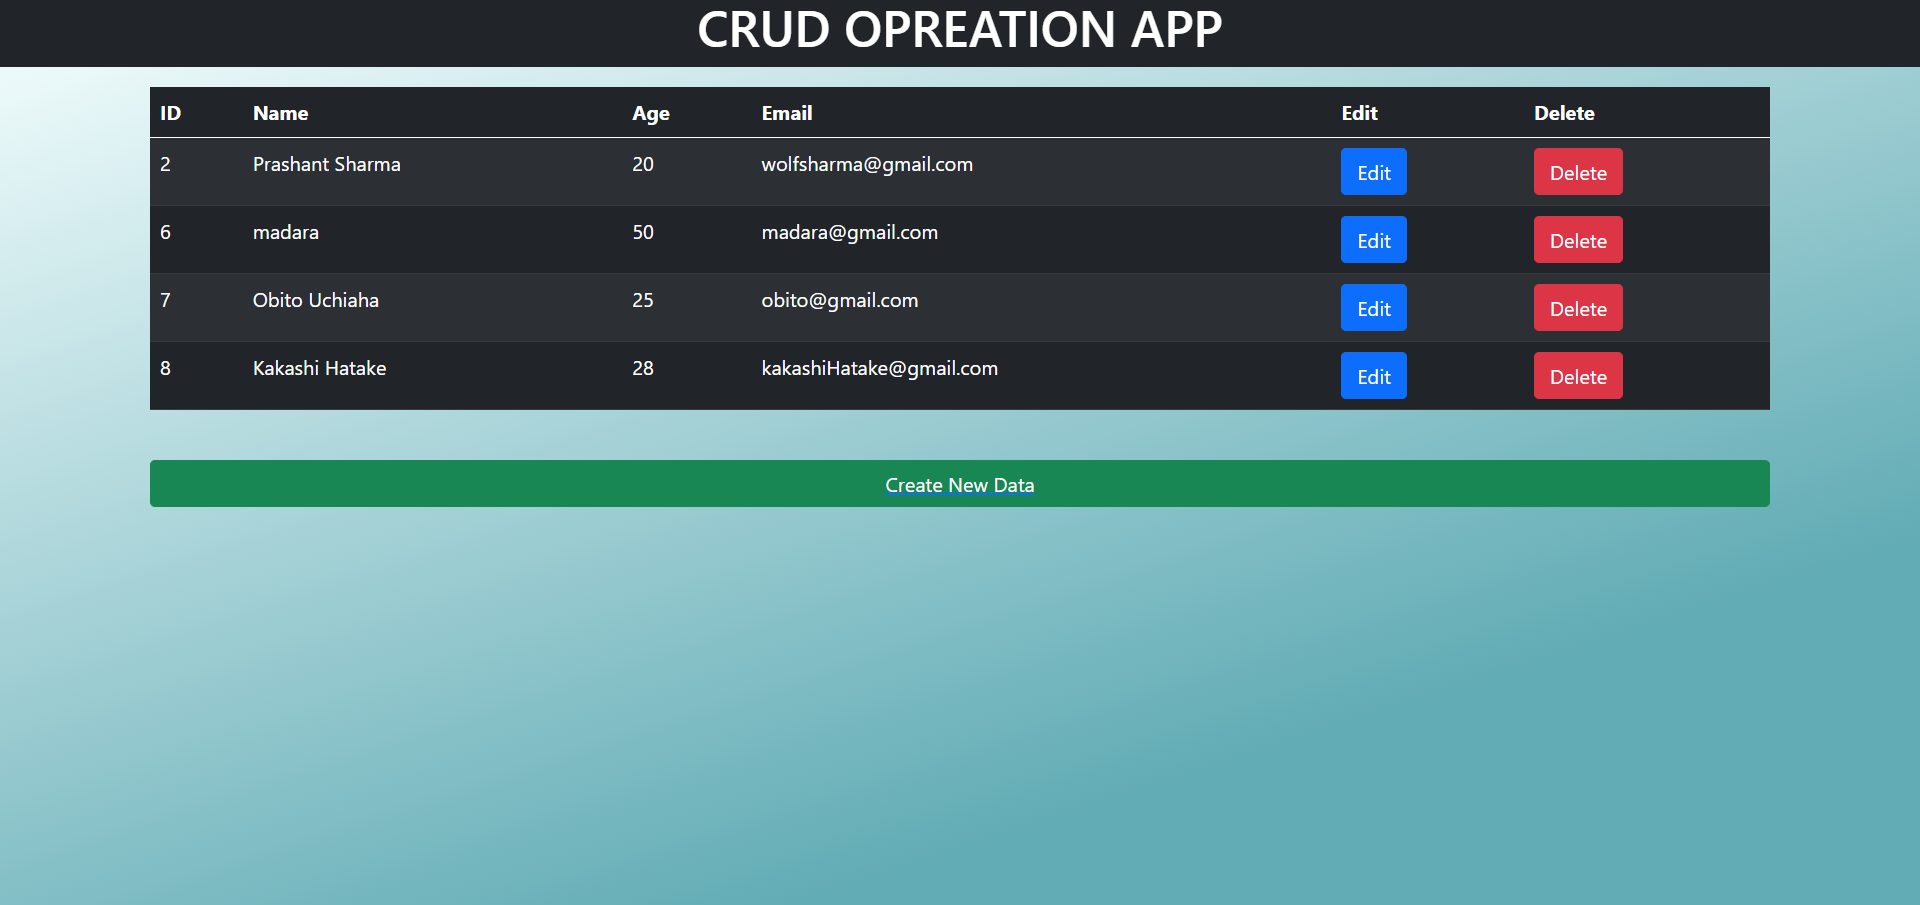 CRUD OPREATION APP
ID Name Age Email Edit Delete
2 Prashant Sharma 20 wolfsharma@gmail.com Edit Delete
6 madara 50 madara@gmail.com Edit Delete
7 Obito Uchiaha 25 obito@gmail.com Edit Delete
8 Kakashi Hatake 28 kakashiHatake@gmail.com Edit Delete
Create New Data